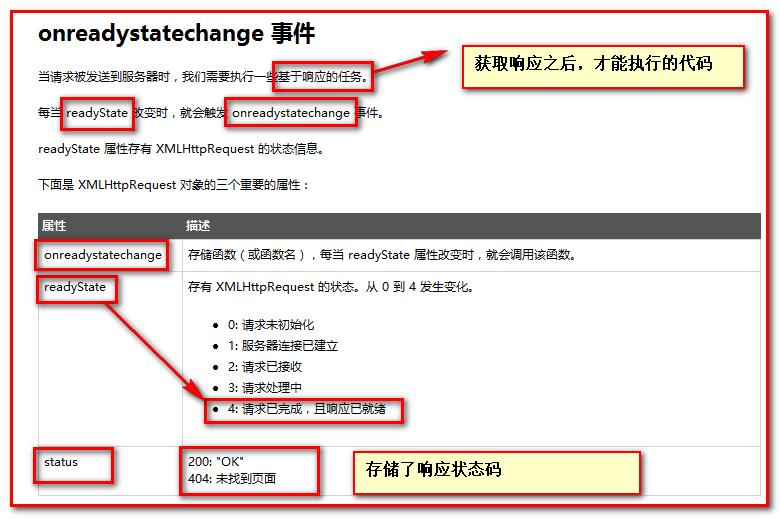 onreadystatechange 事件
当请求被发送到服务器时，我们需要执行一些基于响应的任务。
获取响应之后，才能执行的代码
每当 readyState 改变时，就会触发 onreadystatechange 事件。
readyState 属性存有 XMLHttpRequest 的状态信息。
下面是 XMLHttpRequest 对象的三个重要的属性：
属性 描述
onreadystatechange 存储函数（或函数名），每当 readyState 属性改变时，就会调用该函数。
readyState 存有 XMLHttpRequest 的状态。从 0 到 4 发生变化。
• 0: 请求未初始化
• 1: 服务器连接已建立
• 2: 请求已接收
• 3: 请求处理中
• 4: 请求已完成，且响应已就绪
status 200: "OK"
404: 未找到页面
存储了响应状态码